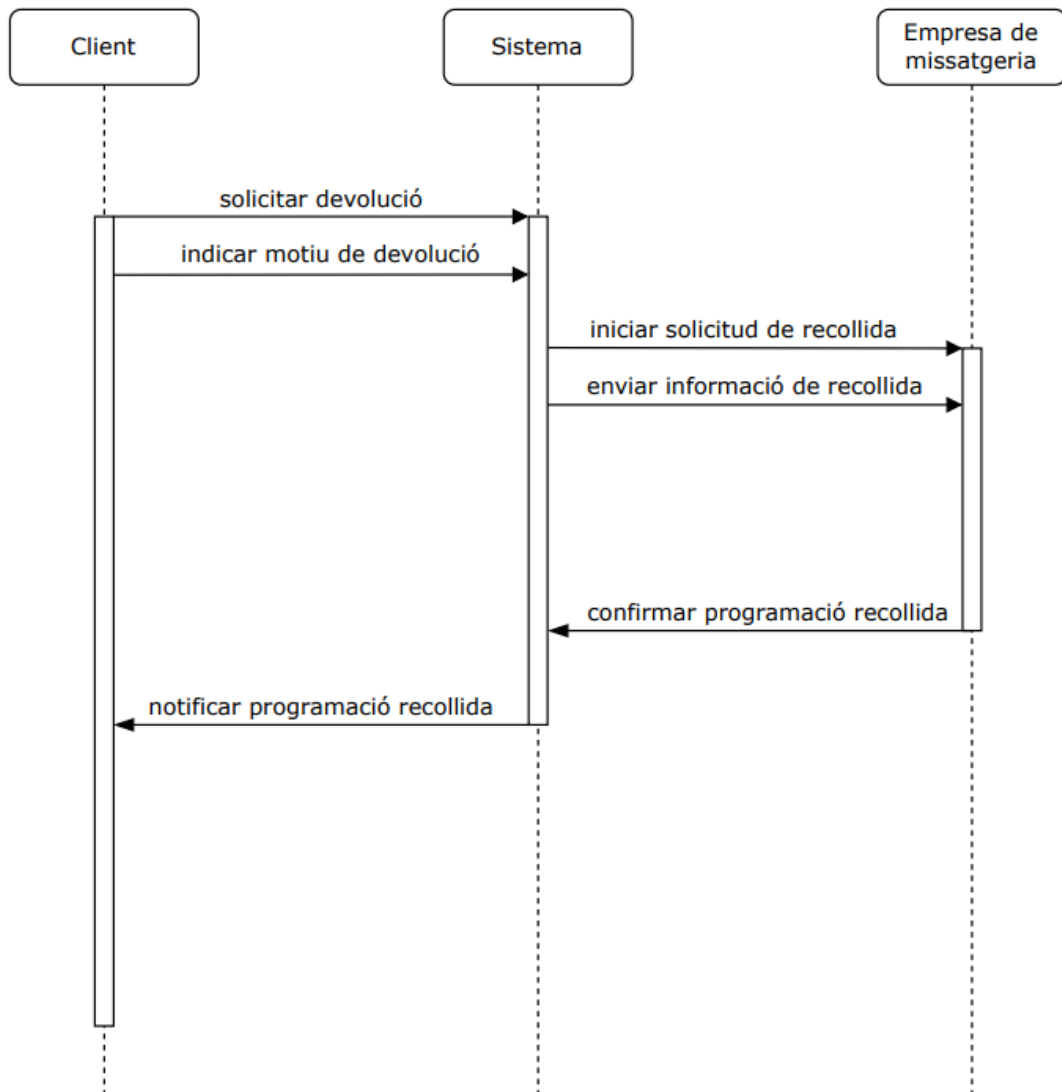 Client
Sistema
Empresa de
missatgeria
solicitar devolució
indicar motiu de devolució
iniciar solicitud de recollida
enviar informació de recollida
confirmar programació recollida
notificar programació recollida